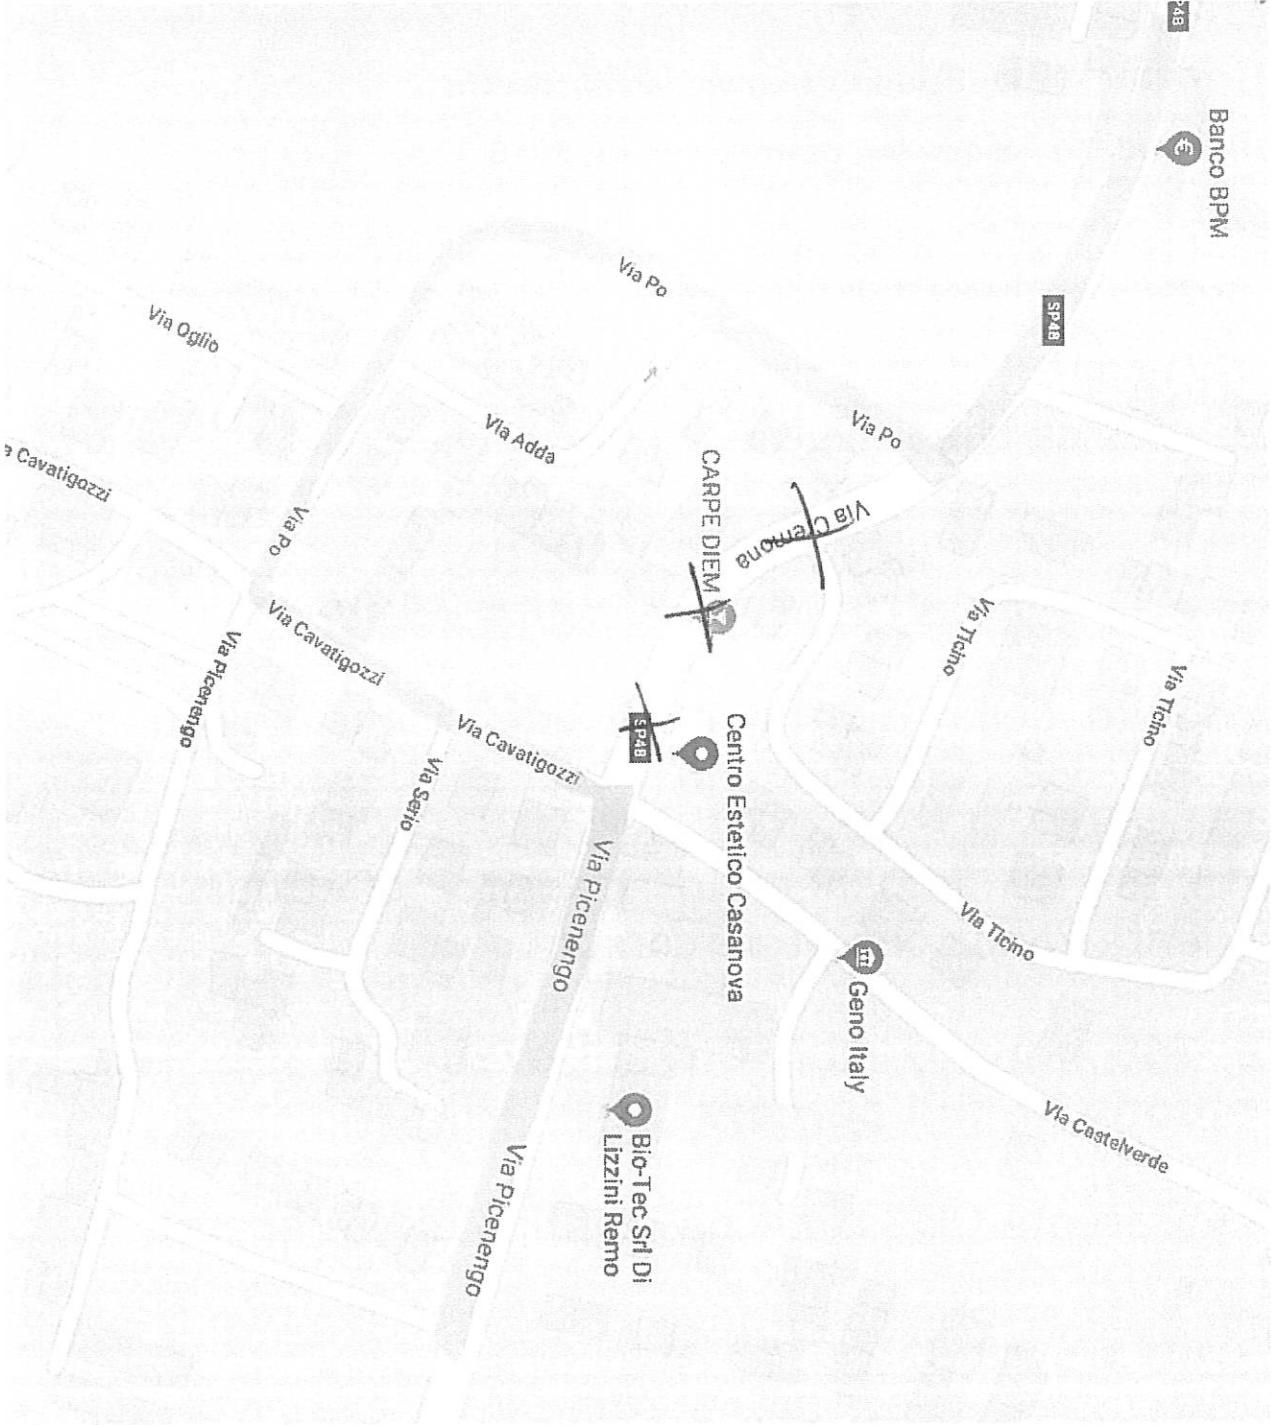 P48
Banco BPM
SP48
Via Po
Via Oglio
Via Po
Via Adda
CARPE DIEM
Via Cremona
Cavatigozzi
Via Po
Via Cavatigozzi
Via Picenengo
Via Ticino
Via Ticino
SP48
Centro Estetico Casanova
Via Cavatigozzi
Via Serio
Via Picenengo
Via Ticino
Geno Italy
Via Castelverde
Bio-Tec Srl Di
Lizzini Remo
Via Picenengo